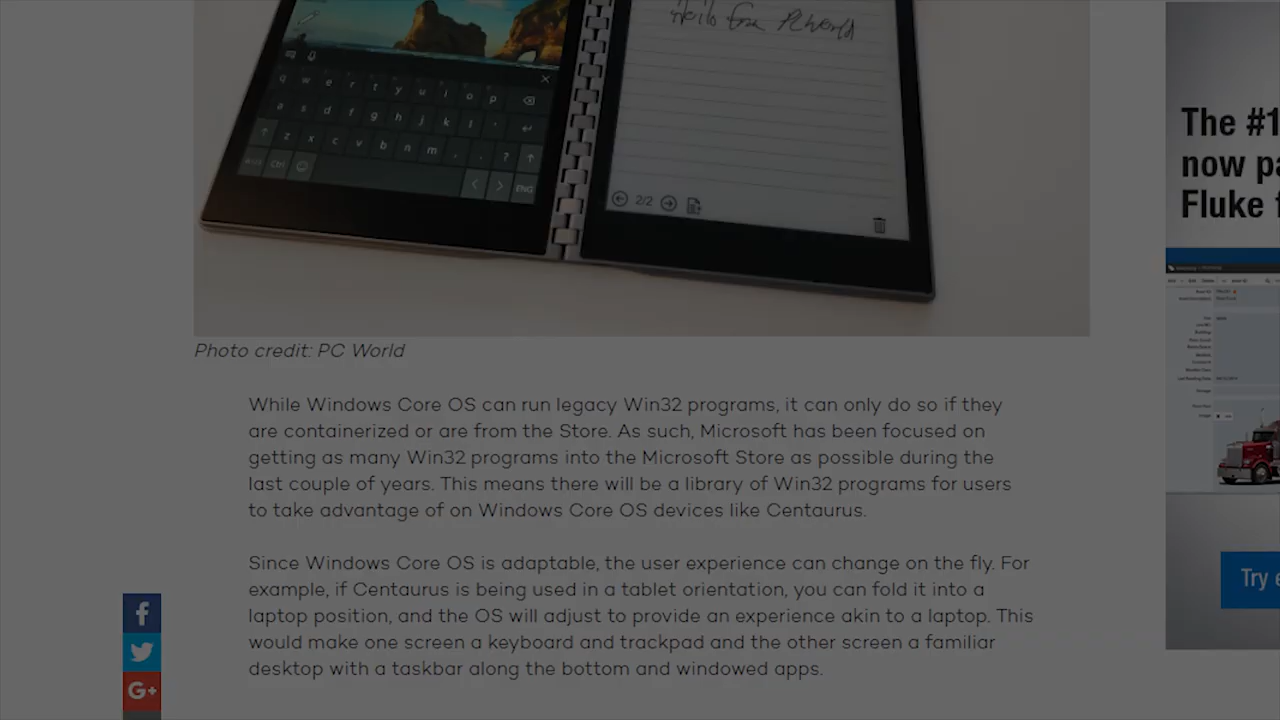 Hello from PCWorld
q w e r t y u i o p
a s d f g h j k l '
z x c v b n m , . ?
Ctrl
ENG
2/2
Photo credit: PC World
While Windows Core OS can run legacy Win32 programs, it can only do so if they
are containerized or are from the Store. As such, Microsoft has been focused on
getting as many Win32 programs into the Microsoft Store as possible during the
last couple of years. This means there will be a library of Win32 programs for users
to take advantage of on Windows Core OS devices like Centaurus.
Since Windows Core OS is adaptable, the user experience can change on the fly. For
example, if Centaurus is being used in a tablet orientation, you can fold it into a
laptop position, and the OS will adjust to provide an experience akin to a laptop. This
would make one screen a keyboard and trackpad and the other screen a familiar
desktop with a taskbar along the bottom and windowed apps.
f
G+
The #1
now pa
Fluke f
Try e